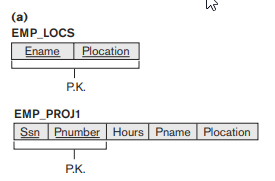 (a)
EMP_LOCS
Ename Plocation
P.K.
EMP_PROJ1
Ssn Pnumber Hours Pname Plocation
P.K.